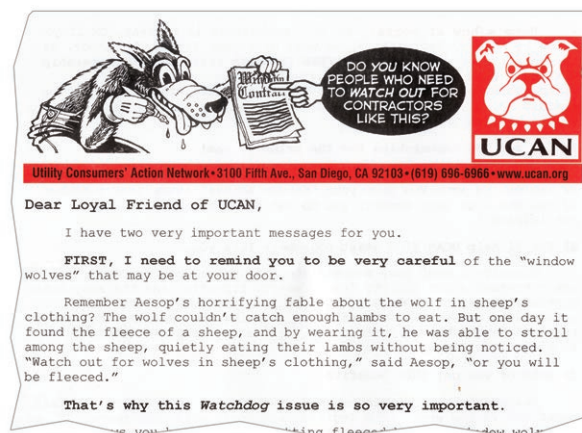 Window
Contract
DO YOU KNOW
PEOPLE WHO NEED
TO WATCH OUT FOR
CONTRACTORS
LIKE THIS?
UCAN
Utility Consumers' Action Network•3100 Fifth Ave., San Diego, CA 92103•(619) 696-6966•www.ucan.org
Dear Loyal Friend of UCAN,
I have two very important messages for you.
FIRST, I need to remind you to be very careful of the "window
wolves" that may be at your door.
Remember Aesop's horrifying fable about the wolf in sheep's
clothing? The wolf couldn't catch enough lambs to eat. But one day it
found the fleece of a sheep, and by wearing it, he was able to stroll
among the sheep, quietly eating their lambs without being noticed.
"Watch out for wolves in sheep's clothing," said Aesop, "or you will
be fleeced."
That's why this Watchdog issue is so very important.
you
fleeced